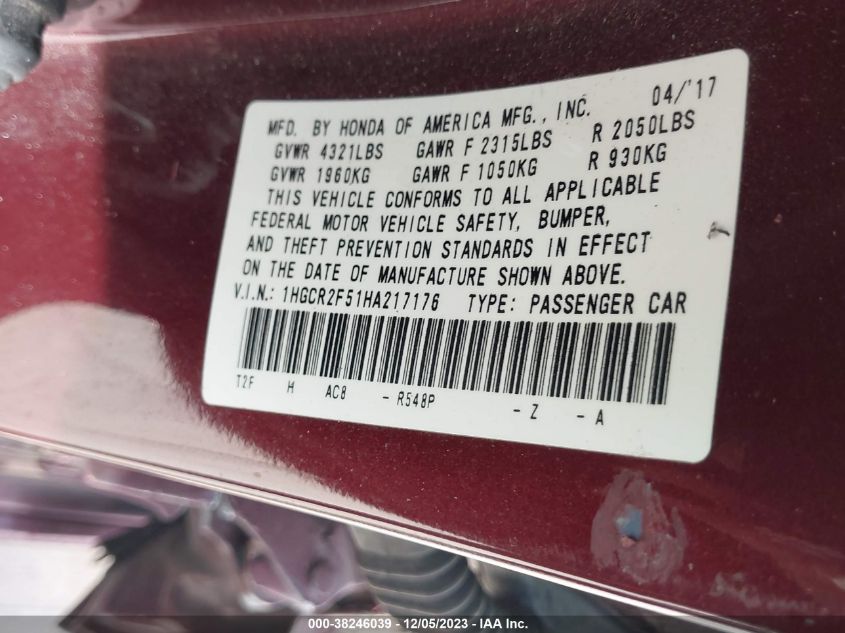 04/'17
MFD. BY HONDA OF AMERICA MFG., INC.
GVWR 4321LBS GAWR F 2315LBS R 2050LBS
GVWR 1960KG GAWR F 1050KG R 930KG
THIS VEHICLE CONFORMS TO ALL APPLICABLE
FEDERAL MOTOR VEHICLE SAFETY, BUMPER,
AND THEFT PREVENTION STANDARDS IN EFFECT
ON THE DATE OF MANUFACTURE SHOWN ABOVE.
V.I.N.: 1HGCR2F51HA217176 TYPE: PASSENGER CAR
T2F H AC8 - R548P - Z - A
000-38246039 - 12/05/2023 - IAA Inc.